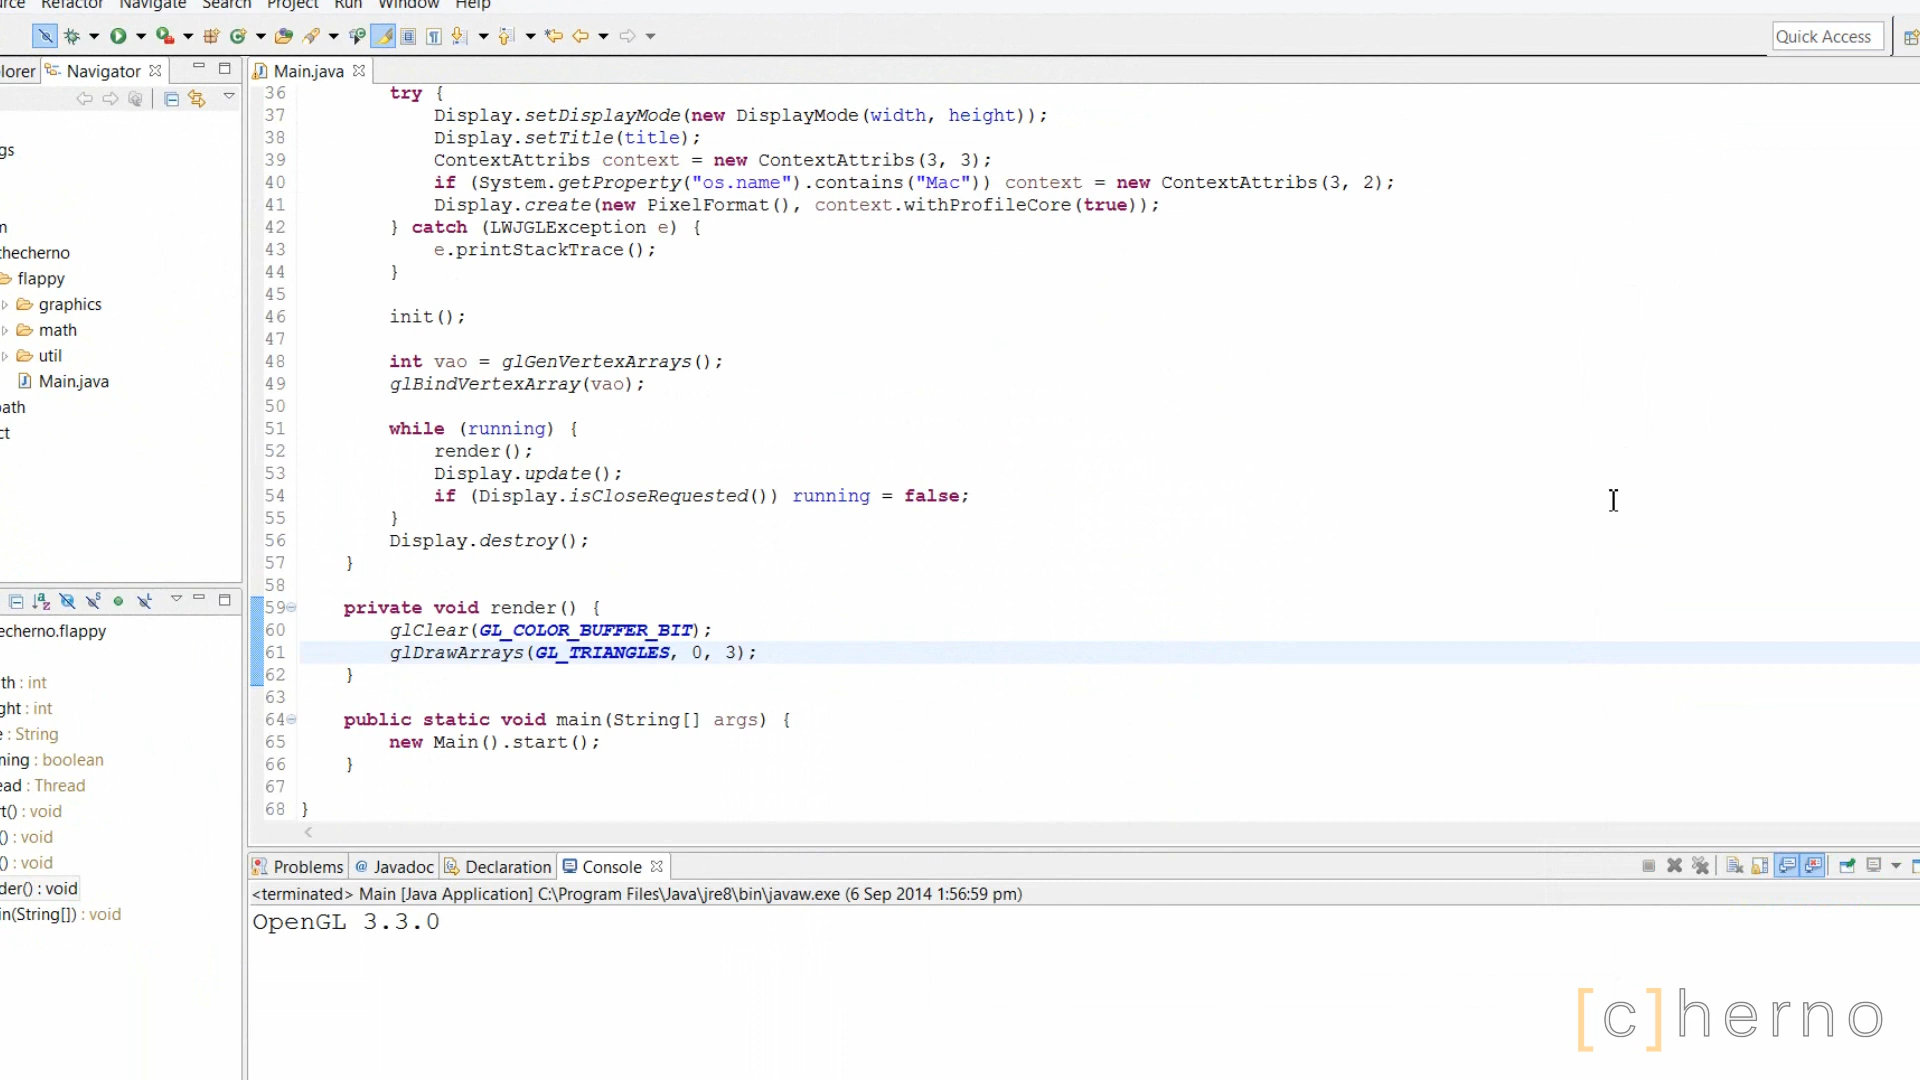 Refactor Navigate Search Project Run Window Help
Quick Access
Navigator
Main.java
thecherno
flappy
graphics
math
util
Main.java
36 try {
37 Display.setDisplayMode(new DisplayMode(width, height));
38 Display.setTitle(title);
39 ContextAttribs context = new ContextAttribs(3, 3);
40 if (System.getProperty("os.name").contains("Mac")) context = new ContextAttribs(3, 2);
41 Display.create(new PixelFormat(), context.withProfileCore(true));
42 } catch (LWJGLException e) {
43 e.printStackTrace();
44 }
45
46 init();
47
48 int vao = glGenVertexArrays();
49 glBindVertexArray(vao);
50
51 while (running) {
52 render();
53 Display.update();
54 if (Display.isCloseRequested()) running = false;
55 }
56 Display.destroy();
57 }
58
59 private void render() {
60 glClear(GL_COLOR_BUFFER_BIT);
61 glDrawArrays(GL_TRIANGLES, 0, 3);
62 }
63
64 public static void main(String[] args) {
65 new Main().start();
66 }
67
68 }
echerno.flappy
th : int
ght : int
e : String
ning : boolean
ead : Thread
rt() : void
() : void
() : void
der() : void
in(String[]) : void
Problems @ Javadoc Declaration Console
<terminated> Main [Java Application] C:\Program Files\Java\jre8\bin\javaw.exe (6 Sep 2014 1:56:59 pm)
OpenGL 3.3.0
[c]herno